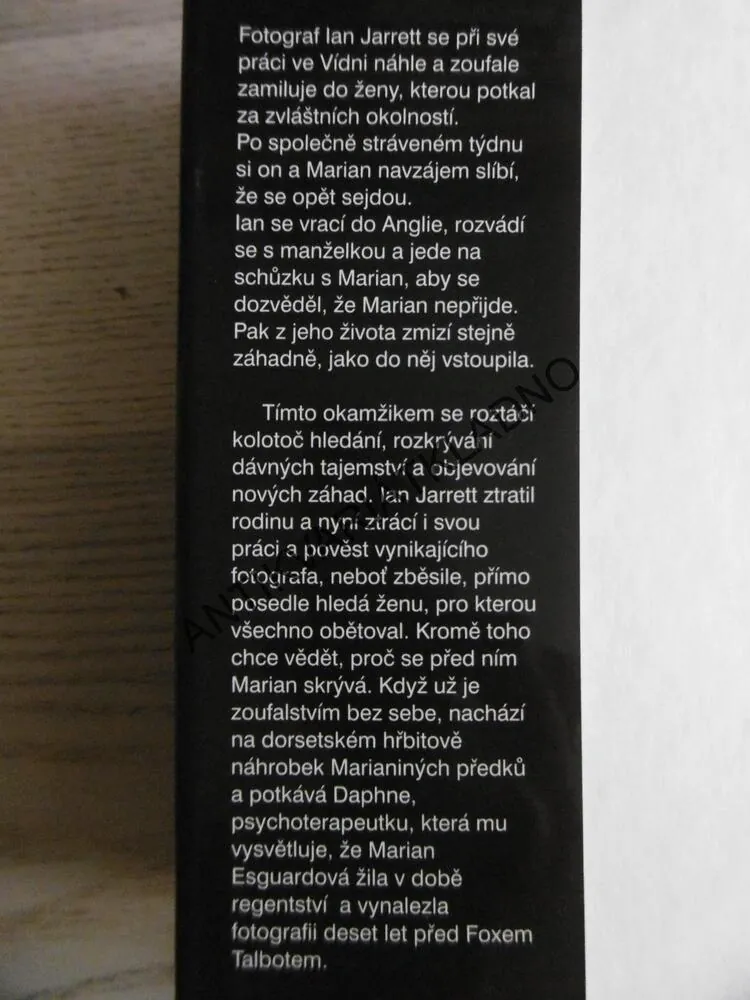 Fotograf Ian Jarrett se při své
práci ve Vídni náhle a zoufale
zamiluje do ženy, kterou potkal
za zvláštních okolností.
Po společně stráveném týdnu
si on a Marian navzájem slíbí,
že se opět sejdou.
Ian se vrací do Anglie, rozvádí
se s manželkou a jede na
schůzku s Marian, aby se
dozvěděl, že Marian nepřijde.
Pak z jeho života zmizí stejně
záhadně, jako do něj vstoupila.
Tímto okamžikem se roztáčí
kolotoč hledání, rozkrývání
dávných tajemství a objevování
nových záhad. Ian Jarrett ztratil
rodinu a nyní ztrácí i svou
práci a pověst vynikajícího
fotografa, neboť zběsile, přímo
posedle hledá ženu, pro kterou
všechno obětoval. Kromě toho
chce vědět, proč se před ním
Marian skrývá. Když už je
zoufalstvím bez sebe, nachází
na dorsetském hřbitově
náhrobek Marianiných předků
a potkává Daphne,
psychoterapeutku, která mu
vysvětluje, že Marian
Esguardová žila v době
regentství a vynalezla
fotografii deset let před Foxem
Talbotem.
ANTIKVARIÁT KLADNO